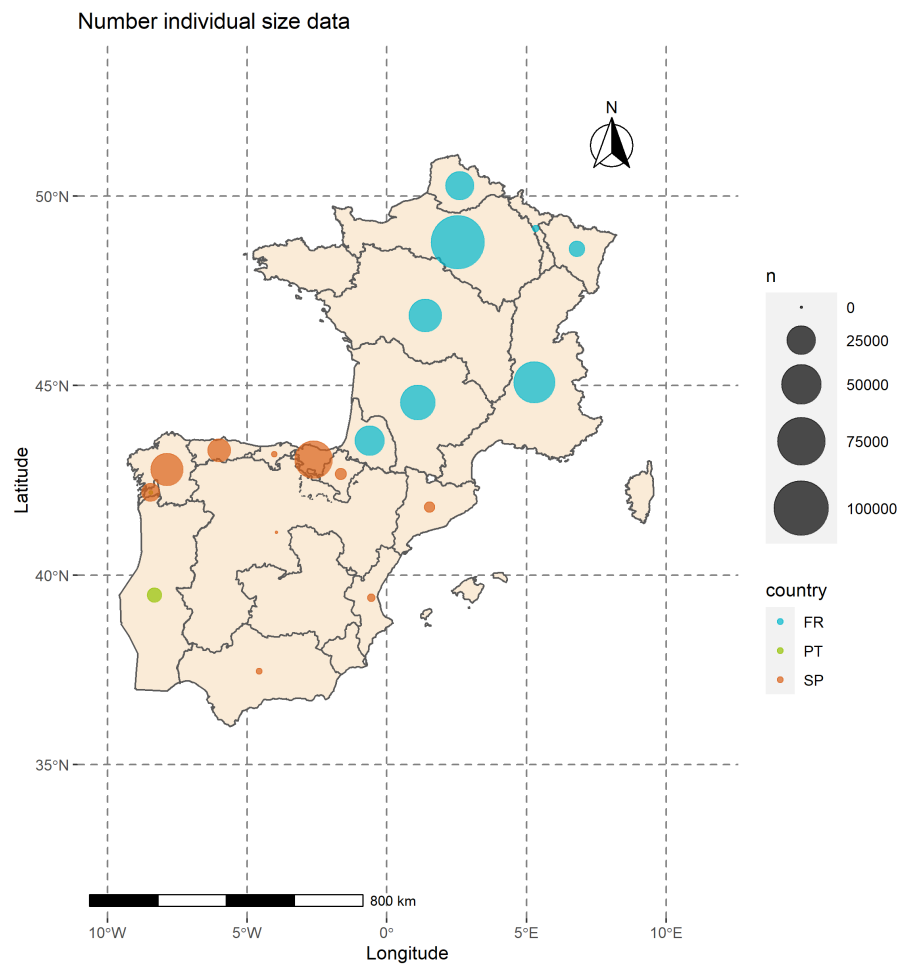 Number individual size data
N
50°N
45°N
40°N
35°N
Latitude
800 km
10°W
5°W
0°
5°E
10°E
Longitude
n
0
25000
50000
75000
100000
country
FR
PT
SP